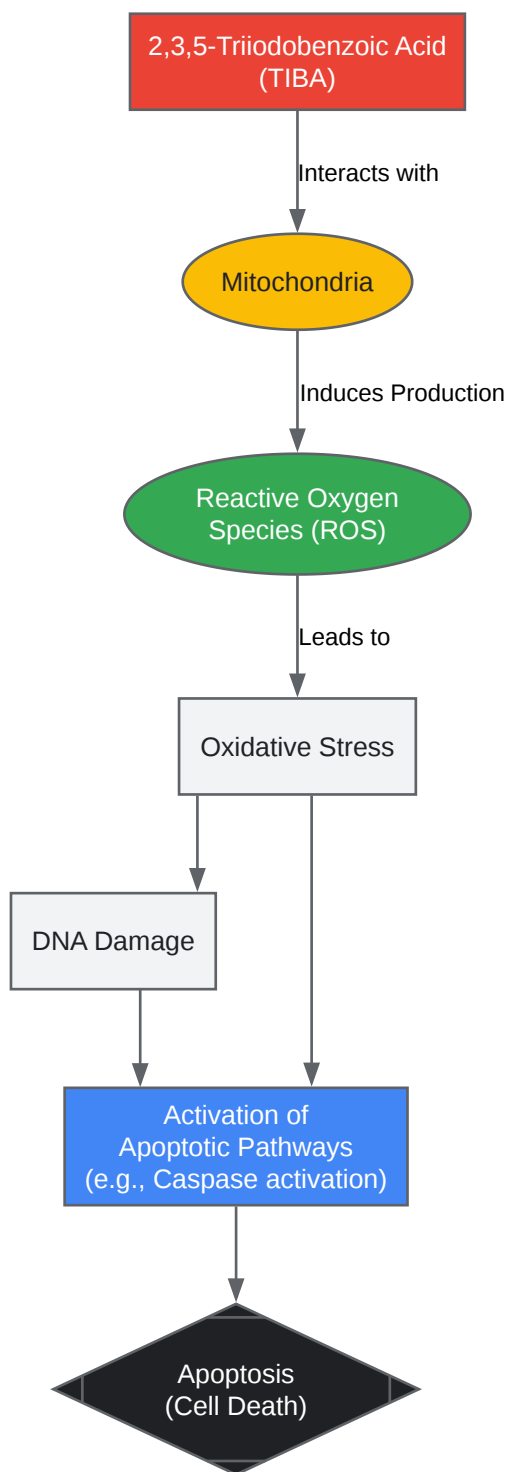 2,3,5-Triiodobenzoic Acid
(TIBA)
Interacts with
Mitochondria
Induces Production
Reactive Oxygen
Species (ROS)
Leads to
Oxidative Stress
DNA Damage
Activation of
Apoptotic Pathways
(e.g., Caspase activation)
Apoptosis
(Cell Death)